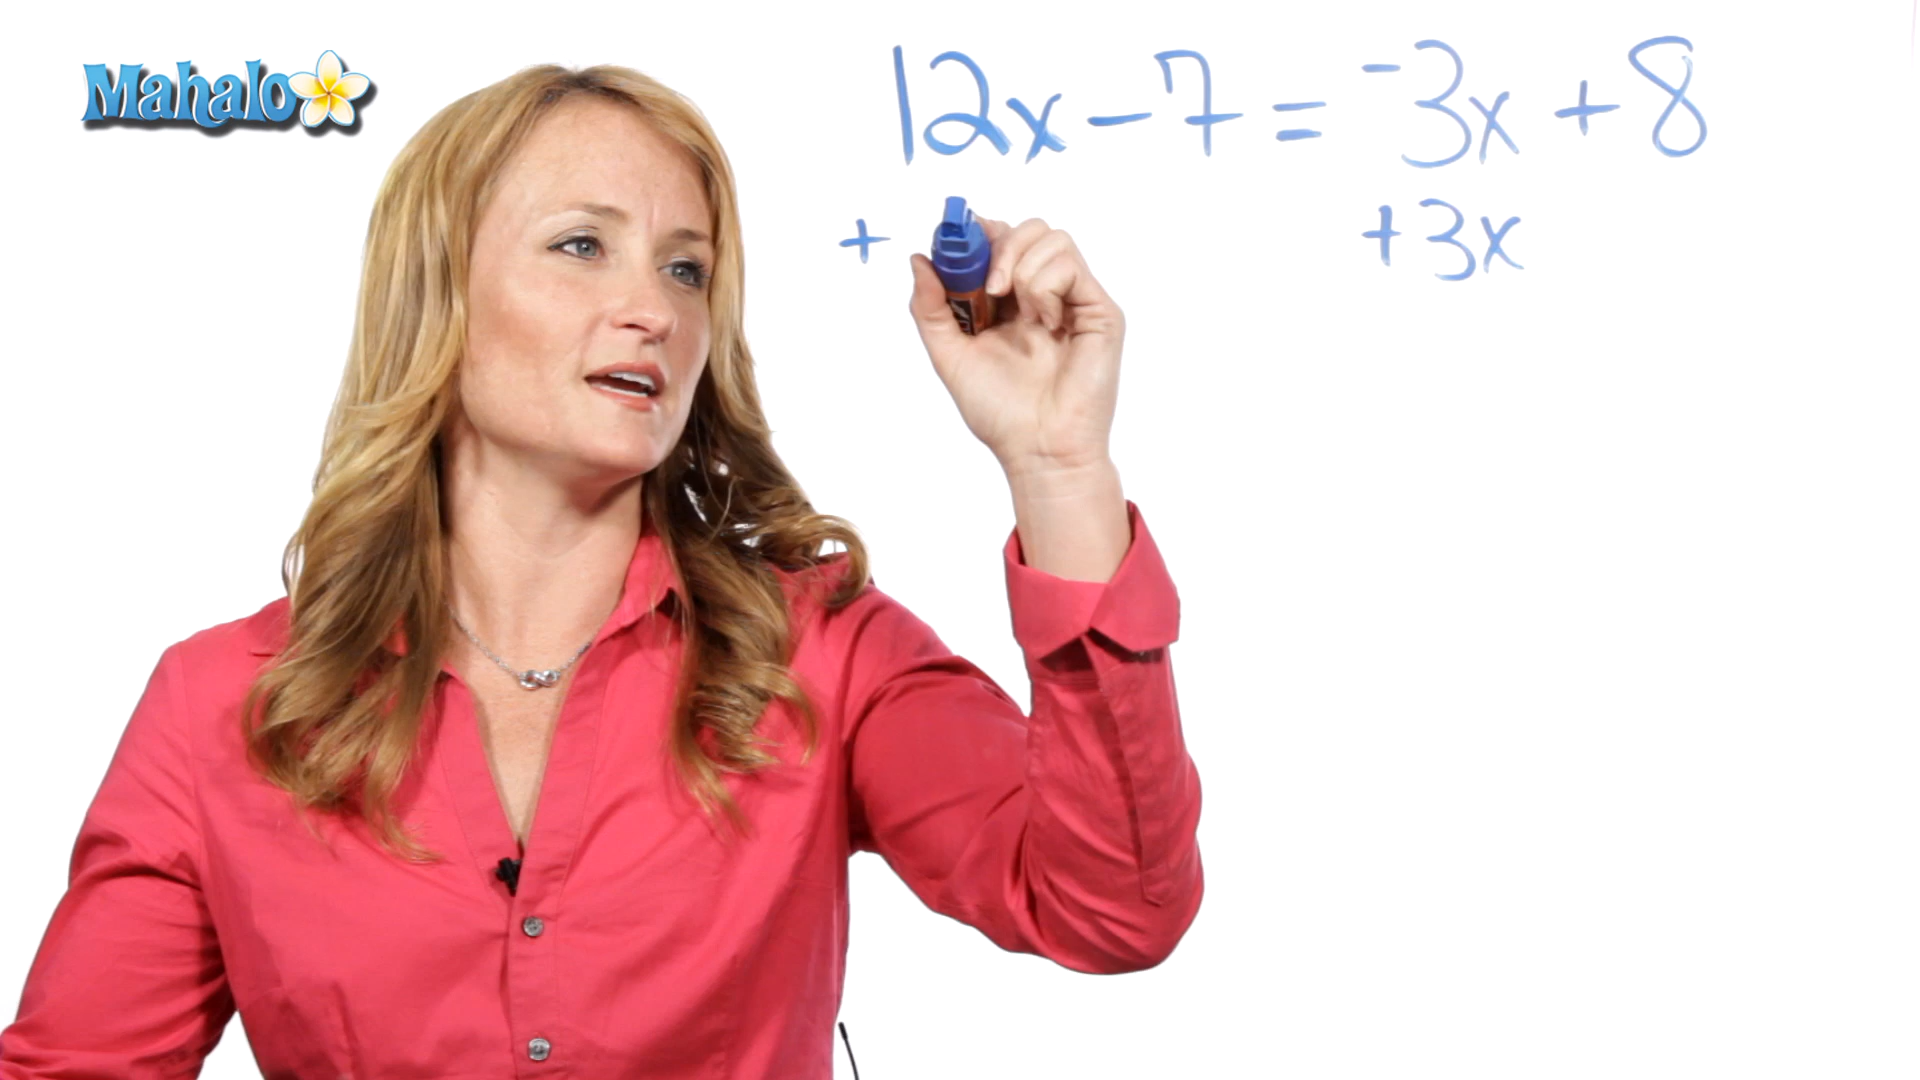 Mahalo
12x - 7 = -3x + 8
+ +3x